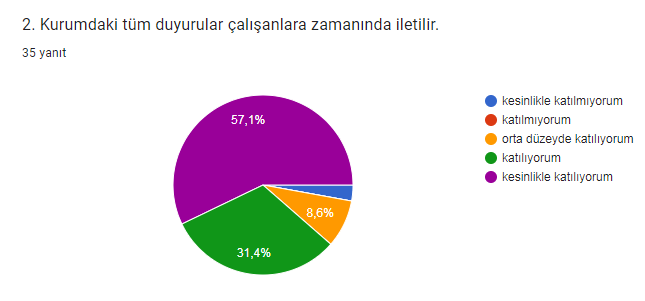 2. Kurumdaki tüm duyurular çalışanlara zamanında iletilir.
35 yanıt
57,1%
8,6%
31,4%
kesinlikle katılmıyorum
katılmıyorum
orta düzeyde katılıyorum
katılıyorum
kesinlikle katılıyorum